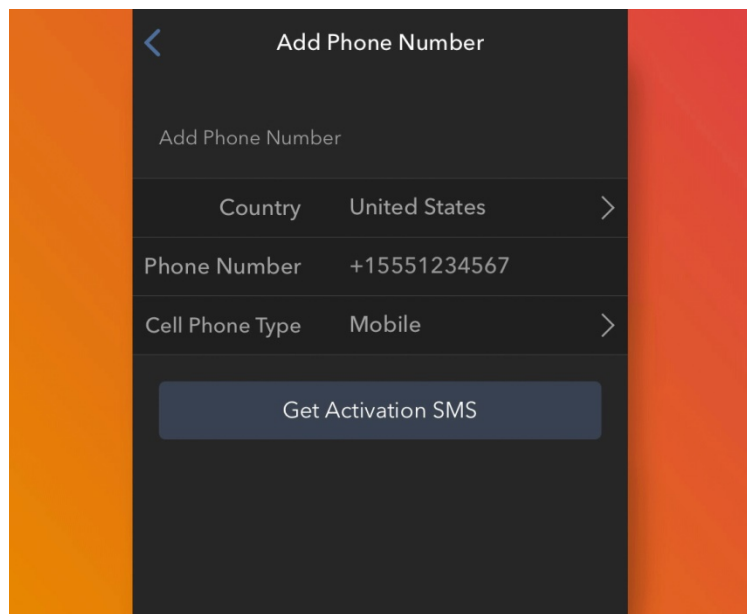 Add Phone Number
Add Phone Number
Country United States
Phone Number +15551234567
Cell Phone Type Mobile
Get Activation SMS